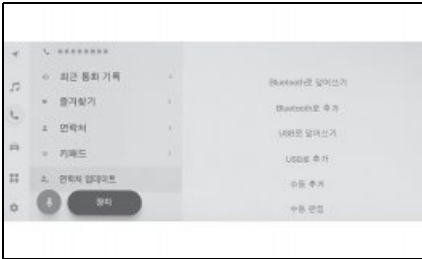 ********
최근 통화 기록
즐겨찾기
연락처
키패드
연락처 업데이트
장치
Bluetooth로 덮어쓰기
Bluetooth로 추가
USB로 덮어쓰기
USB로 추가
수동 추가
수동 편집